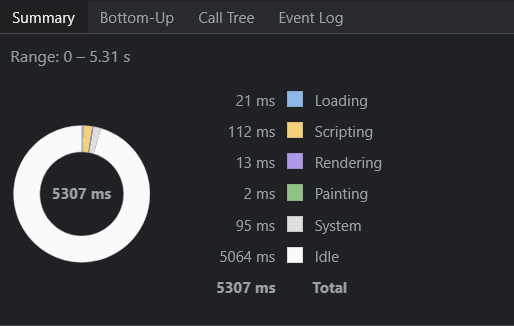 Summary Bottom-Up Call Tree Event Log
Range: 0 – 5.31 s
21 ms Loading
112 ms Scripting
13 ms Rendering
5307 ms
2 ms Painting
95 ms System
5064 ms Idle
5307 ms Total